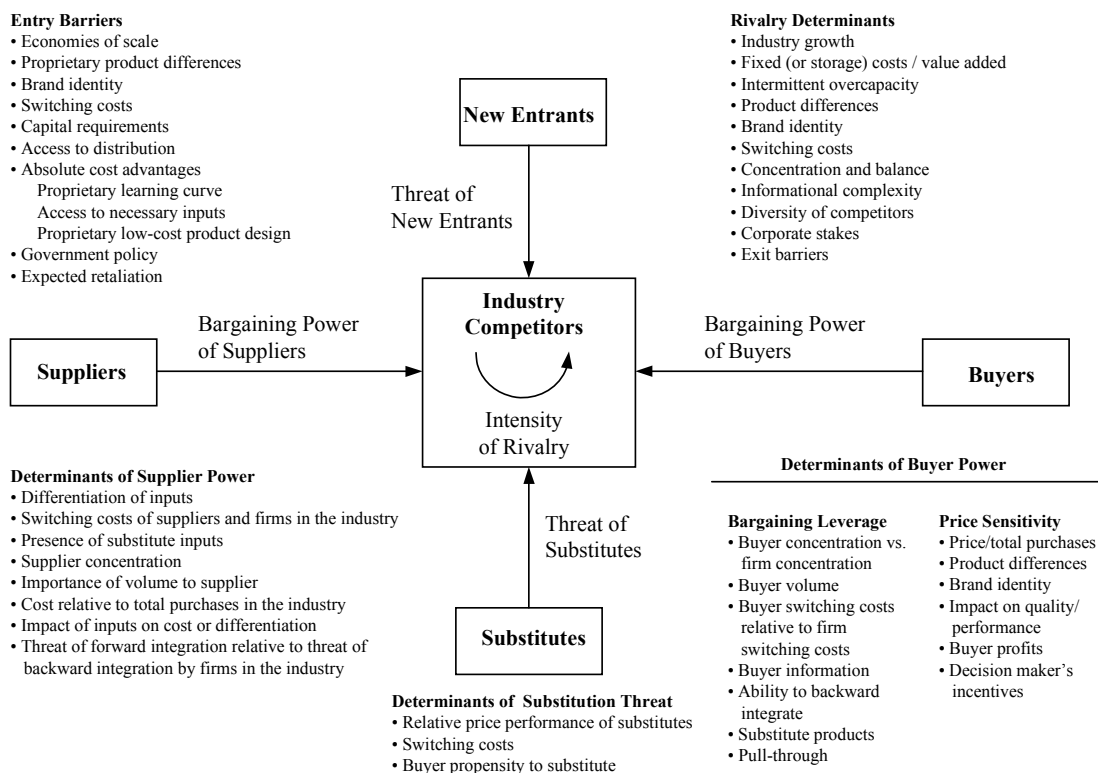 Entry Barriers
• Economies of scale
• Proprietary product differences
• Brand identity
• Switching costs
• Capital requirements
• Access to distribution
• Absolute cost advantages
Proprietary learning curve
Access to necessary inputs
Proprietary low-cost product design
• Government policy
• Expected retaliation
New Entrants
Threat of
New Entrants
Rivalry Determinants
• Industry growth
• Fixed (or storage) costs / value added
• Intermittent overcapacity
• Product differences
• Brand identity
• Switching costs
• Concentration and balance
• Informational complexity
• Diversity of competitors
• Corporate stakes
• Exit barriers
Suppliers
Bargaining Power
of Suppliers
Industry
Competitors
Intensity
of Rivalry
Bargaining Power
of Buyers
Buyers
Determinants of Supplier Power
• Differentiation of inputs
• Switching costs of suppliers and firms in the industry
• Presence of substitute inputs
• Supplier concentration
• Importance of volume to supplier
• Cost relative to total purchases in the industry
• Impact of inputs on cost or differentiation
• Threat of forward integration relative to threat of
backward integration by firms in the industry
Threat of
Substitutes
Substitutes
Determinants of Substitution Threat
• Relative price performance of substitutes
• Switching costs
• Buyer propensity to substitute
Determinants of Buyer Power
Bargaining Leverage
• Buyer concentration vs.
firm concentration
• Buyer volume
• Buyer switching costs
relative to firm
switching costs
• Buyer information
• Ability to backward
integrate
• Substitute products
• Pull-through
Price Sensitivity
• Price/total purchases
• Product differences
• Brand identity
• Impact on quality/
performance
• Buyer profits
• Decision maker's
incentives